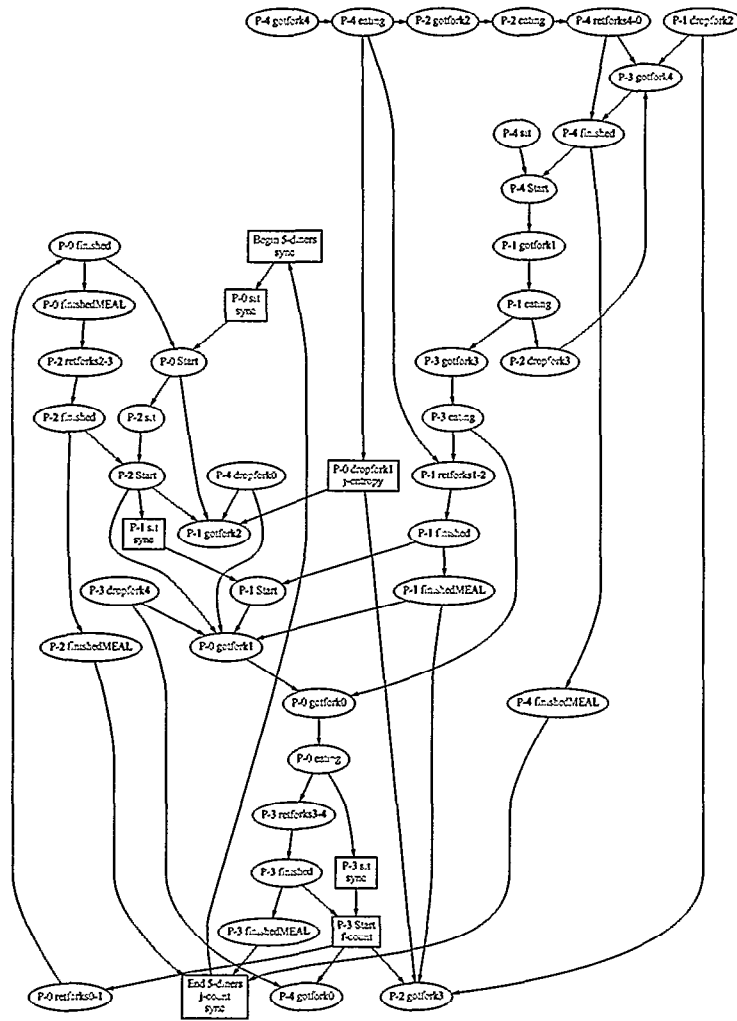 P-4 gotfork4
P-4 eating
P-2 gotfork2
P-2 eating
P-4 retforks4-0
P-1 dropfork2
P-3 gotfork4
P-4 sit
P-4 finished
P-4 Start
P-0 finished
Begin 5-diners
sync
P-1 gotfork1
P-0 finishedMEAL
P-0 sit
sync
P-1 eating
P-2 retforks2-3
P-0 Start
P-3 gotfork3
P-2 dropfork3
P-2 finished
P-2 sit
P-3 eating
P-2 Start
P-4 dropfork0
P-0 dropfork1
j-entropy
P-1 retforks1-2
P-1 sit
sync
P-1 gotfork2
P-1 finished
P-3 dropfork4
P-1 Start
P-1 finishedMEAL
P-2 finishedMEAL
P-0 gotfork1
P-0 gotfork0
P-4 finishedMEAL
P-0 eating
P-3 retforks3-4
P-3 finished
P-3 sit
sync
P-3 finishedMEAL
P-3 Start
f-count
P-0 retforks0-1
End 5-diners
j-count
sync
P-4 gotfork0
P-2 gotfork3